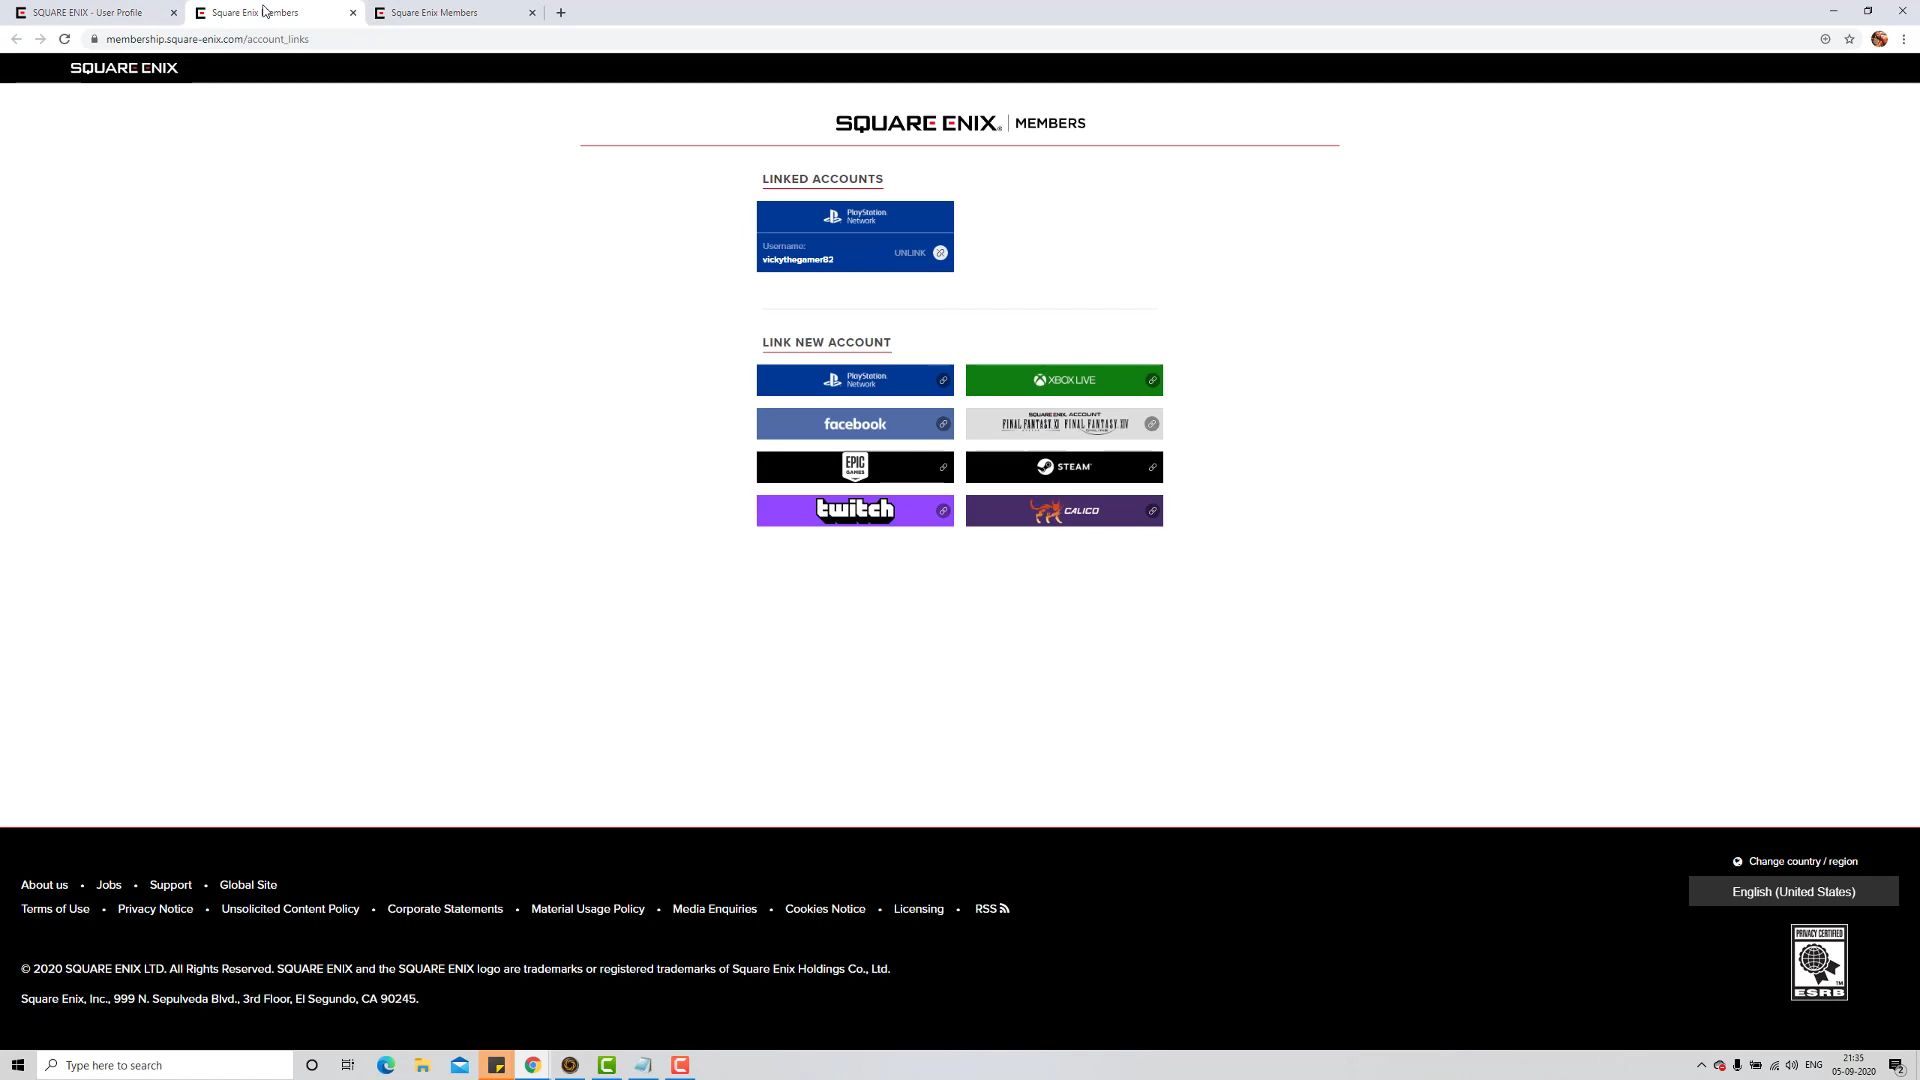 SQUARE ENIX - User Profile
Square Enix Members
Square Enix Members
membership.square-enix.com/account_links
SQUARE ENIX
SQUARE ENIX® | MEMBERS
LINKED ACCOUNTS
PlayStation
Network
Username:
vickythegamer82
UNLINK
LINK NEW ACCOUNT
PlayStation
Network
XBOX LIVE
facebook
SQUARE ENIX ACCOUNT
FINAL FANTASY XI FINAL FANTASY XIV
EPIC
GAMES
STEAM
twitch
CALICO
Change country / region
English (United States)
About us • Jobs • Support • Global Site
Terms of Use • Privacy Notice • Unsolicited Content Policy • Corporate Statements • Material Usage Policy • Media Enquiries • Cookies Notice • Licensing • RSS
PRIVACY CERTIFIED
ESRB
© 2020 SQUARE ENIX LTD. All Rights Reserved. SQUARE ENIX and the SQUARE ENIX logo are trademarks or registered trademarks of Square Enix Holdings Co., Ltd.
Square Enix, Inc., 999 N. Sepulveda Blvd., 3rd Floor, El Segundo, CA 90245.
Type here to search
ENG
21:35
05-09-2020
2